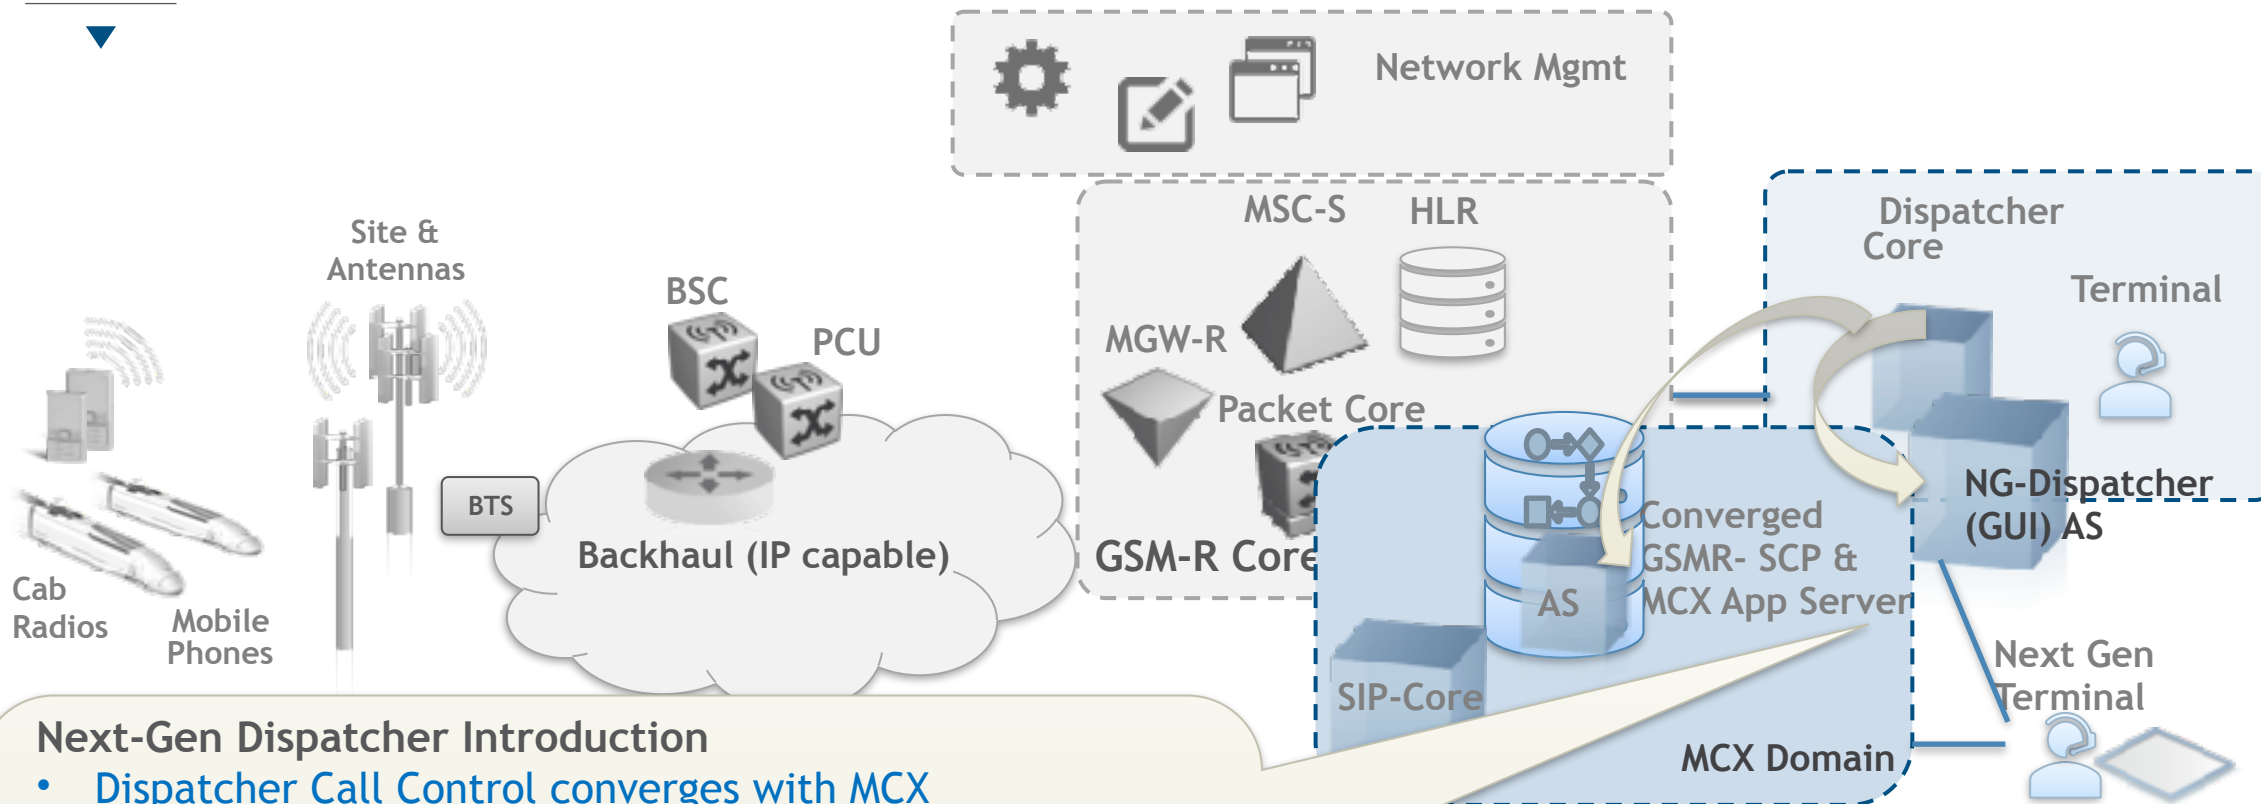 Network Mgmt
MSC-S
HLR
Dispatcher
Core
Site &
Antennas
Terminal
BSC
PCU
MGW-R
Packet Core
BTS
NG-Dispatcher
(GUI) AS
Converged
GSMR- SCP &
MCX App Server
Backhaul (IP capable)
GSM-R Core
AS
Cab
Radios
Mobile
Phones
Next Gen
Terminal
SIP-Core
MCX Domain
Next-Gen Dispatcher Introduction
• Dispatcher Call Control converges with MCX